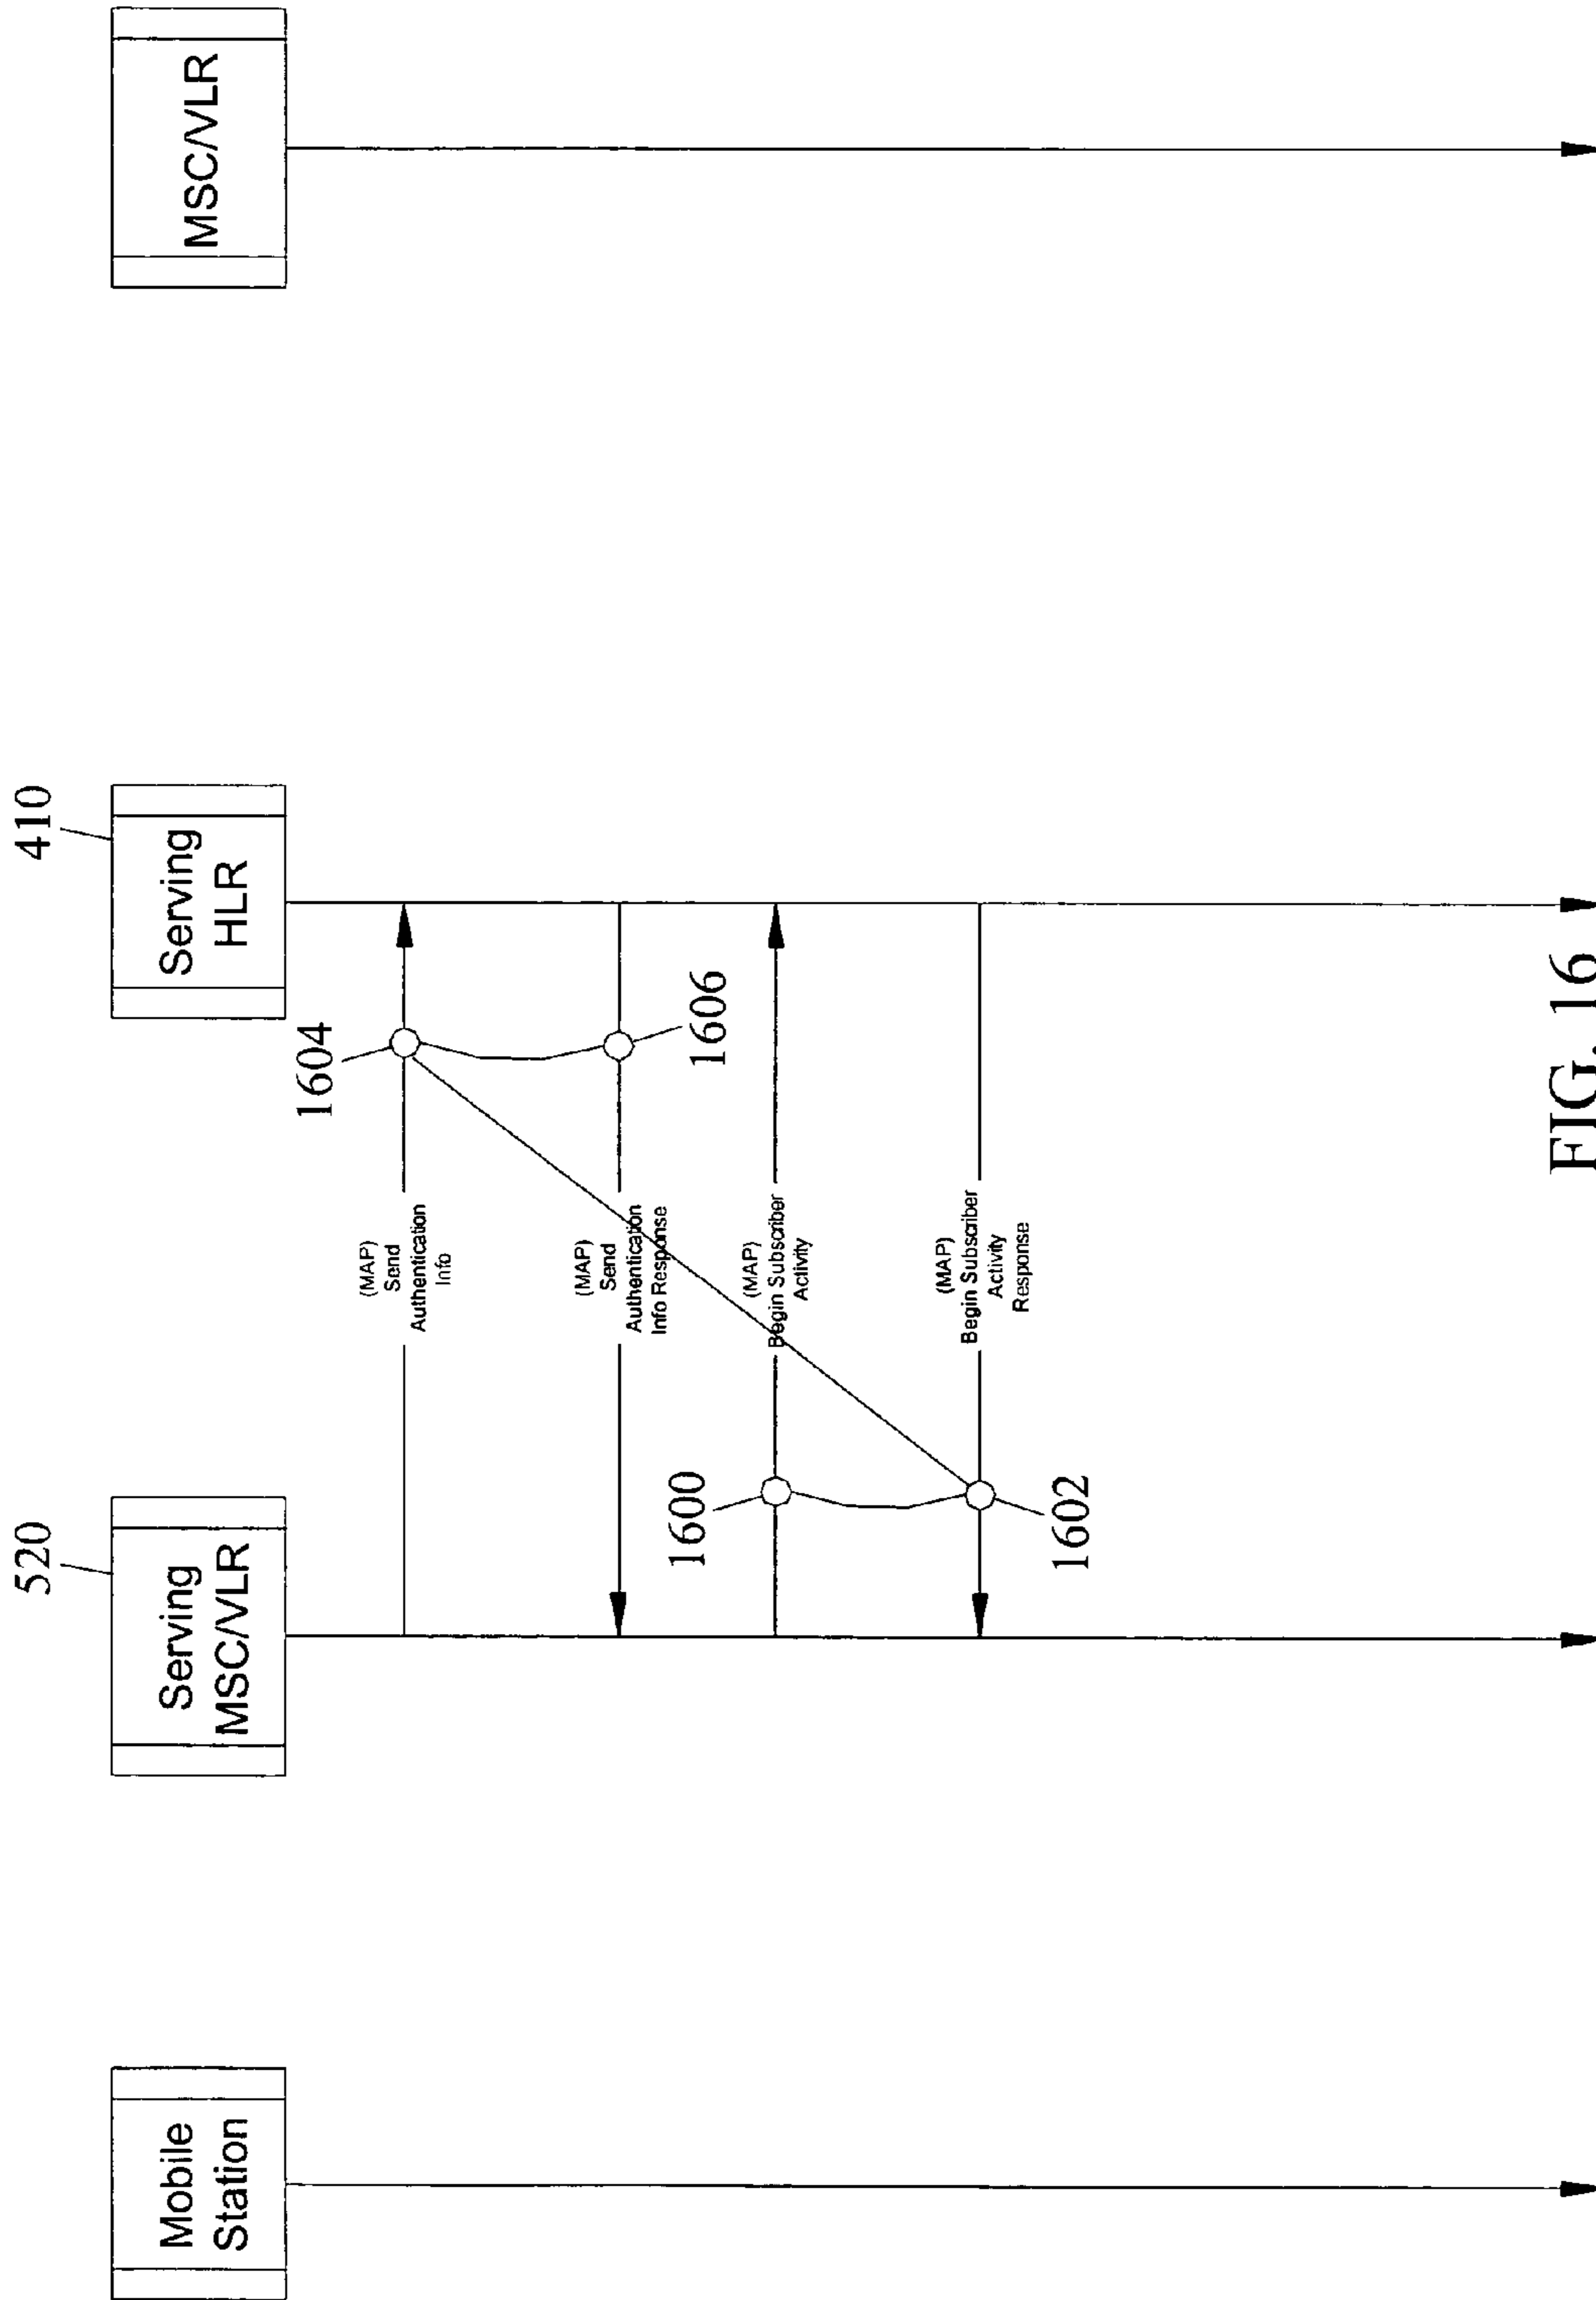 520
410
Mobile
Station
Serving
MSC/VLR
Serving
HLR
MSC/VLR
1604
(MAP)
Send
Authentication
Info
(MAP)
Send
Authentication
Info Response
1606
1600
(MAP)
Begin Subscriber
Activity
(MAP)
Begin Subscriber
Activity
Response
1602
FIG. 16